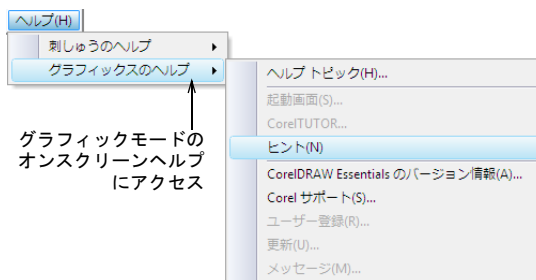 ヘルプ(H)
刺しゅうのヘルプ
グラフィックスのヘルプ
グラフィックモードの
オンスクリーンヘルプ
にアクセス
ヘルプ トピック(H)...
起動画面(S)...
CorelTUTOR...
ヒント(N)
CorelDRAW Essentials のバージョン情報(A)...
Corel サポート(S)...
ユーザー登録(R)...
更新(U)...
メッセージ(M)...